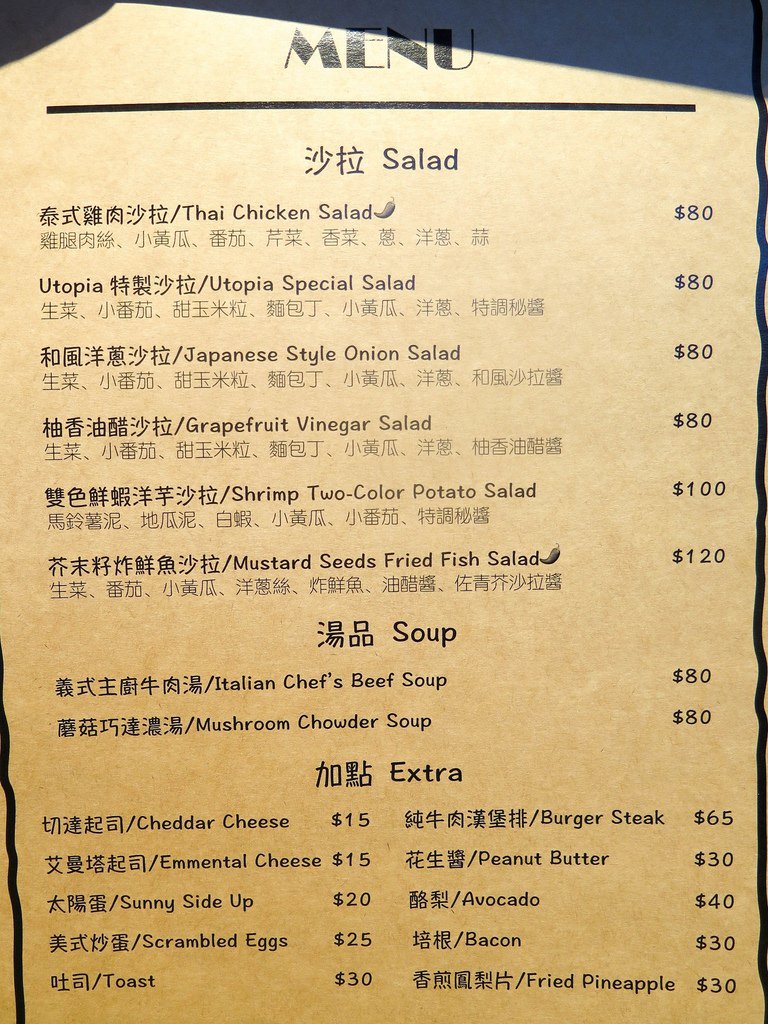 MENU
沙拉 Salad
泰式雞肉沙拉/Thai Chicken Salad $80
雞腿肉絲、小黃瓜、番茄、芹菜、香菜、蔥、洋蔥、蒜
Utopia 特製沙拉/Utopia Special Salad $80
生菜、小番茄、甜玉米粒、麵包丁、小黃瓜、洋蔥、特調秘醬
和風洋蔥沙拉/Japanese Style Onion Salad $80
生菜、小番茄、甜玉米粒、麵包丁、小黃瓜、洋蔥、和風沙拉醬
柚香油醋沙拉/Grapefruit Vinegar Salad $80
生菜、小番茄、甜玉米粒、麵包丁、小黃瓜、洋蔥、柚香油醋醬
雙色鮮蝦洋芋沙拉/Shrimp Two-Color Potato Salad $100
馬鈴薯泥、地瓜泥、白蝦、小黃瓜、小番茄、特調秘醬
芥末籽炸鮮魚沙拉/Mustard Seeds Fried Fish Salad $120
生菜、番茄、小黃瓜、洋蔥絲、炸鮮魚、油醋醬、佐青芥沙拉醬
湯品 Soup
義式主廚牛肉湯/Italian Chef's Beef Soup $80
蘑菇巧達濃湯/Mushroom Chowder Soup $80
加點 Extra
切達起司/Cheddar Cheese $15
艾曼塔起司/Emmental Cheese $15
太陽蛋/Sunny Side Up $20
美式炒蛋/Scrambled Eggs $25
吐司/Toast $30
純牛肉漢堡排/Burger Steak $65
花生醬/Peanut Butter $30
酪梨/Avocado $40
培根/Bacon $30
香煎鳳梨片/Fried Pineapple $30